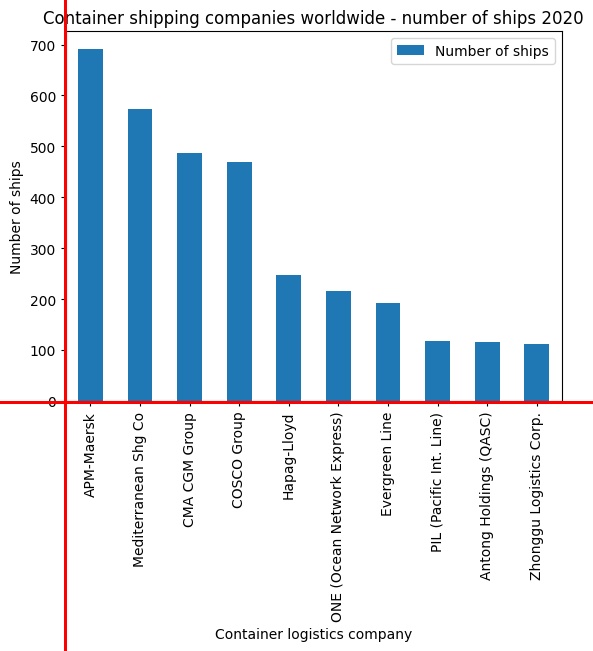 Container shipping companies worldwide - number of ships 2020
Number of ships
Number of ships
700
600
500
400
300
200
100
0
APM-Maersk
Mediterranean Shg Co
CMA CGM Group
COSCO Group
Hapag-Lloyd
ONE (Ocean Network Express)
Evergreen Line
PIL (Pacific Int. Line)
Antong Holdings (QASC)
Zhonggu Logistics Corp.
Container logistics company